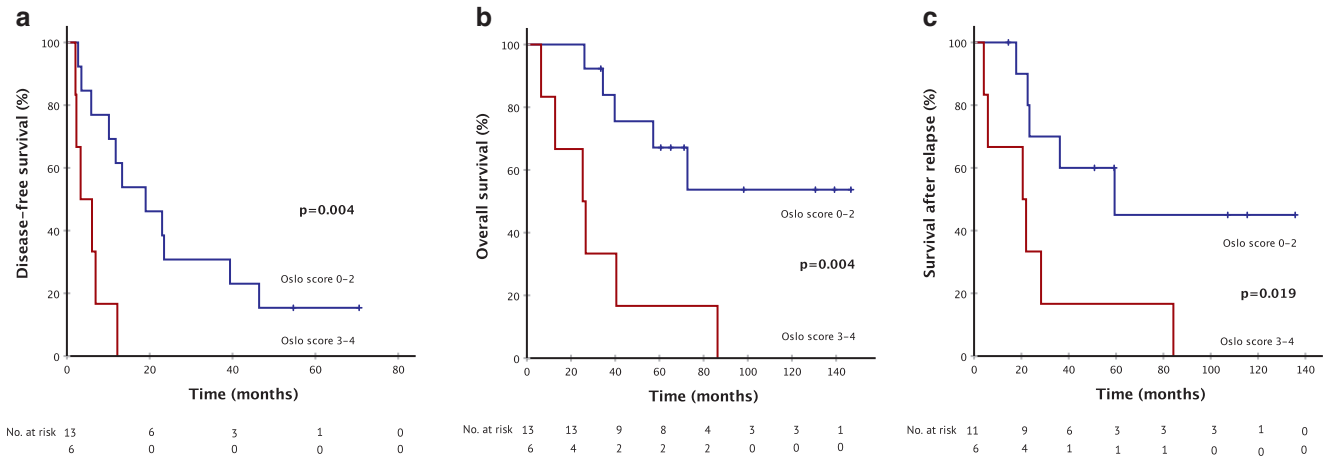 a
Disease-free survival (%)
100
80
60
40
20
0
p=0.004
Oslo score 0-2
Oslo score 3-4
0 20 40 60 80
Time (months)
No. at risk 13 6 3 1 0
6 0 0 0 0
b
Overall survival (%)
100
80
60
40
20
0
Oslo score 0-2
p=0.004
Oslo score 3-4
0 20 40 60 80 100 120 140
Time (months)
No. at risk 13 13 9 8 4 3 3 1
6 4 2 2 2 0 0 0
c
Survival after relapse (%)
100
80
60
40
20
0
Oslo score 0-2
p=0.019
Oslo score 3-4
0 20 40 60 80 100 120 140
Time (months)
No. at risk 11 9 6 3 3 3 1 0
6 4 1 1 1 0 0 0